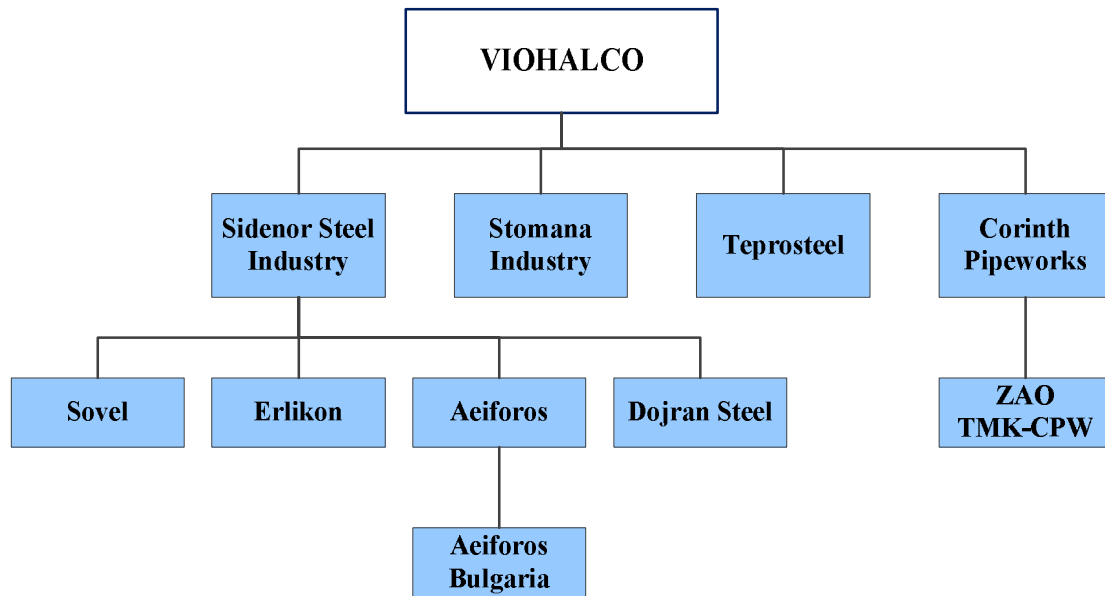 VIOHALCO
Sidenor Steel
Industry
Stomana
Industry
Teprosteel
Corinth
Pipeworks
Sovel
Erlikon
Aeiforos
Dojran Steel
ZAO
TMK-CPW
Aeiforos
Bulgaria